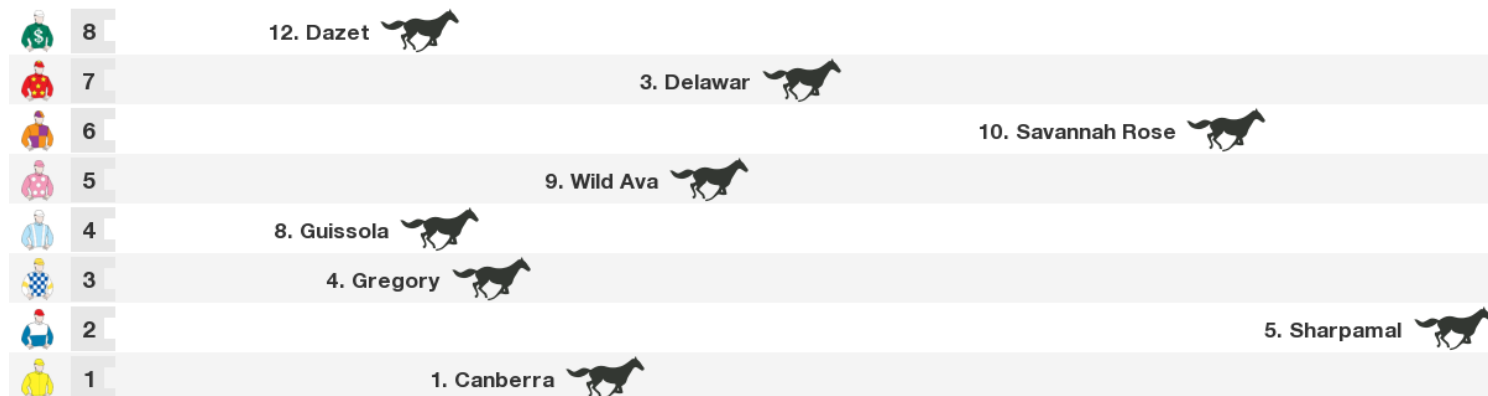 $ 8 12. Dazet
7 3. Delawar
6 10. Savannah Rose
5 9. Wild Ava
4 8. Guissola
3 4. Gregory
2 5. Sharpamal
1 1. Canberra